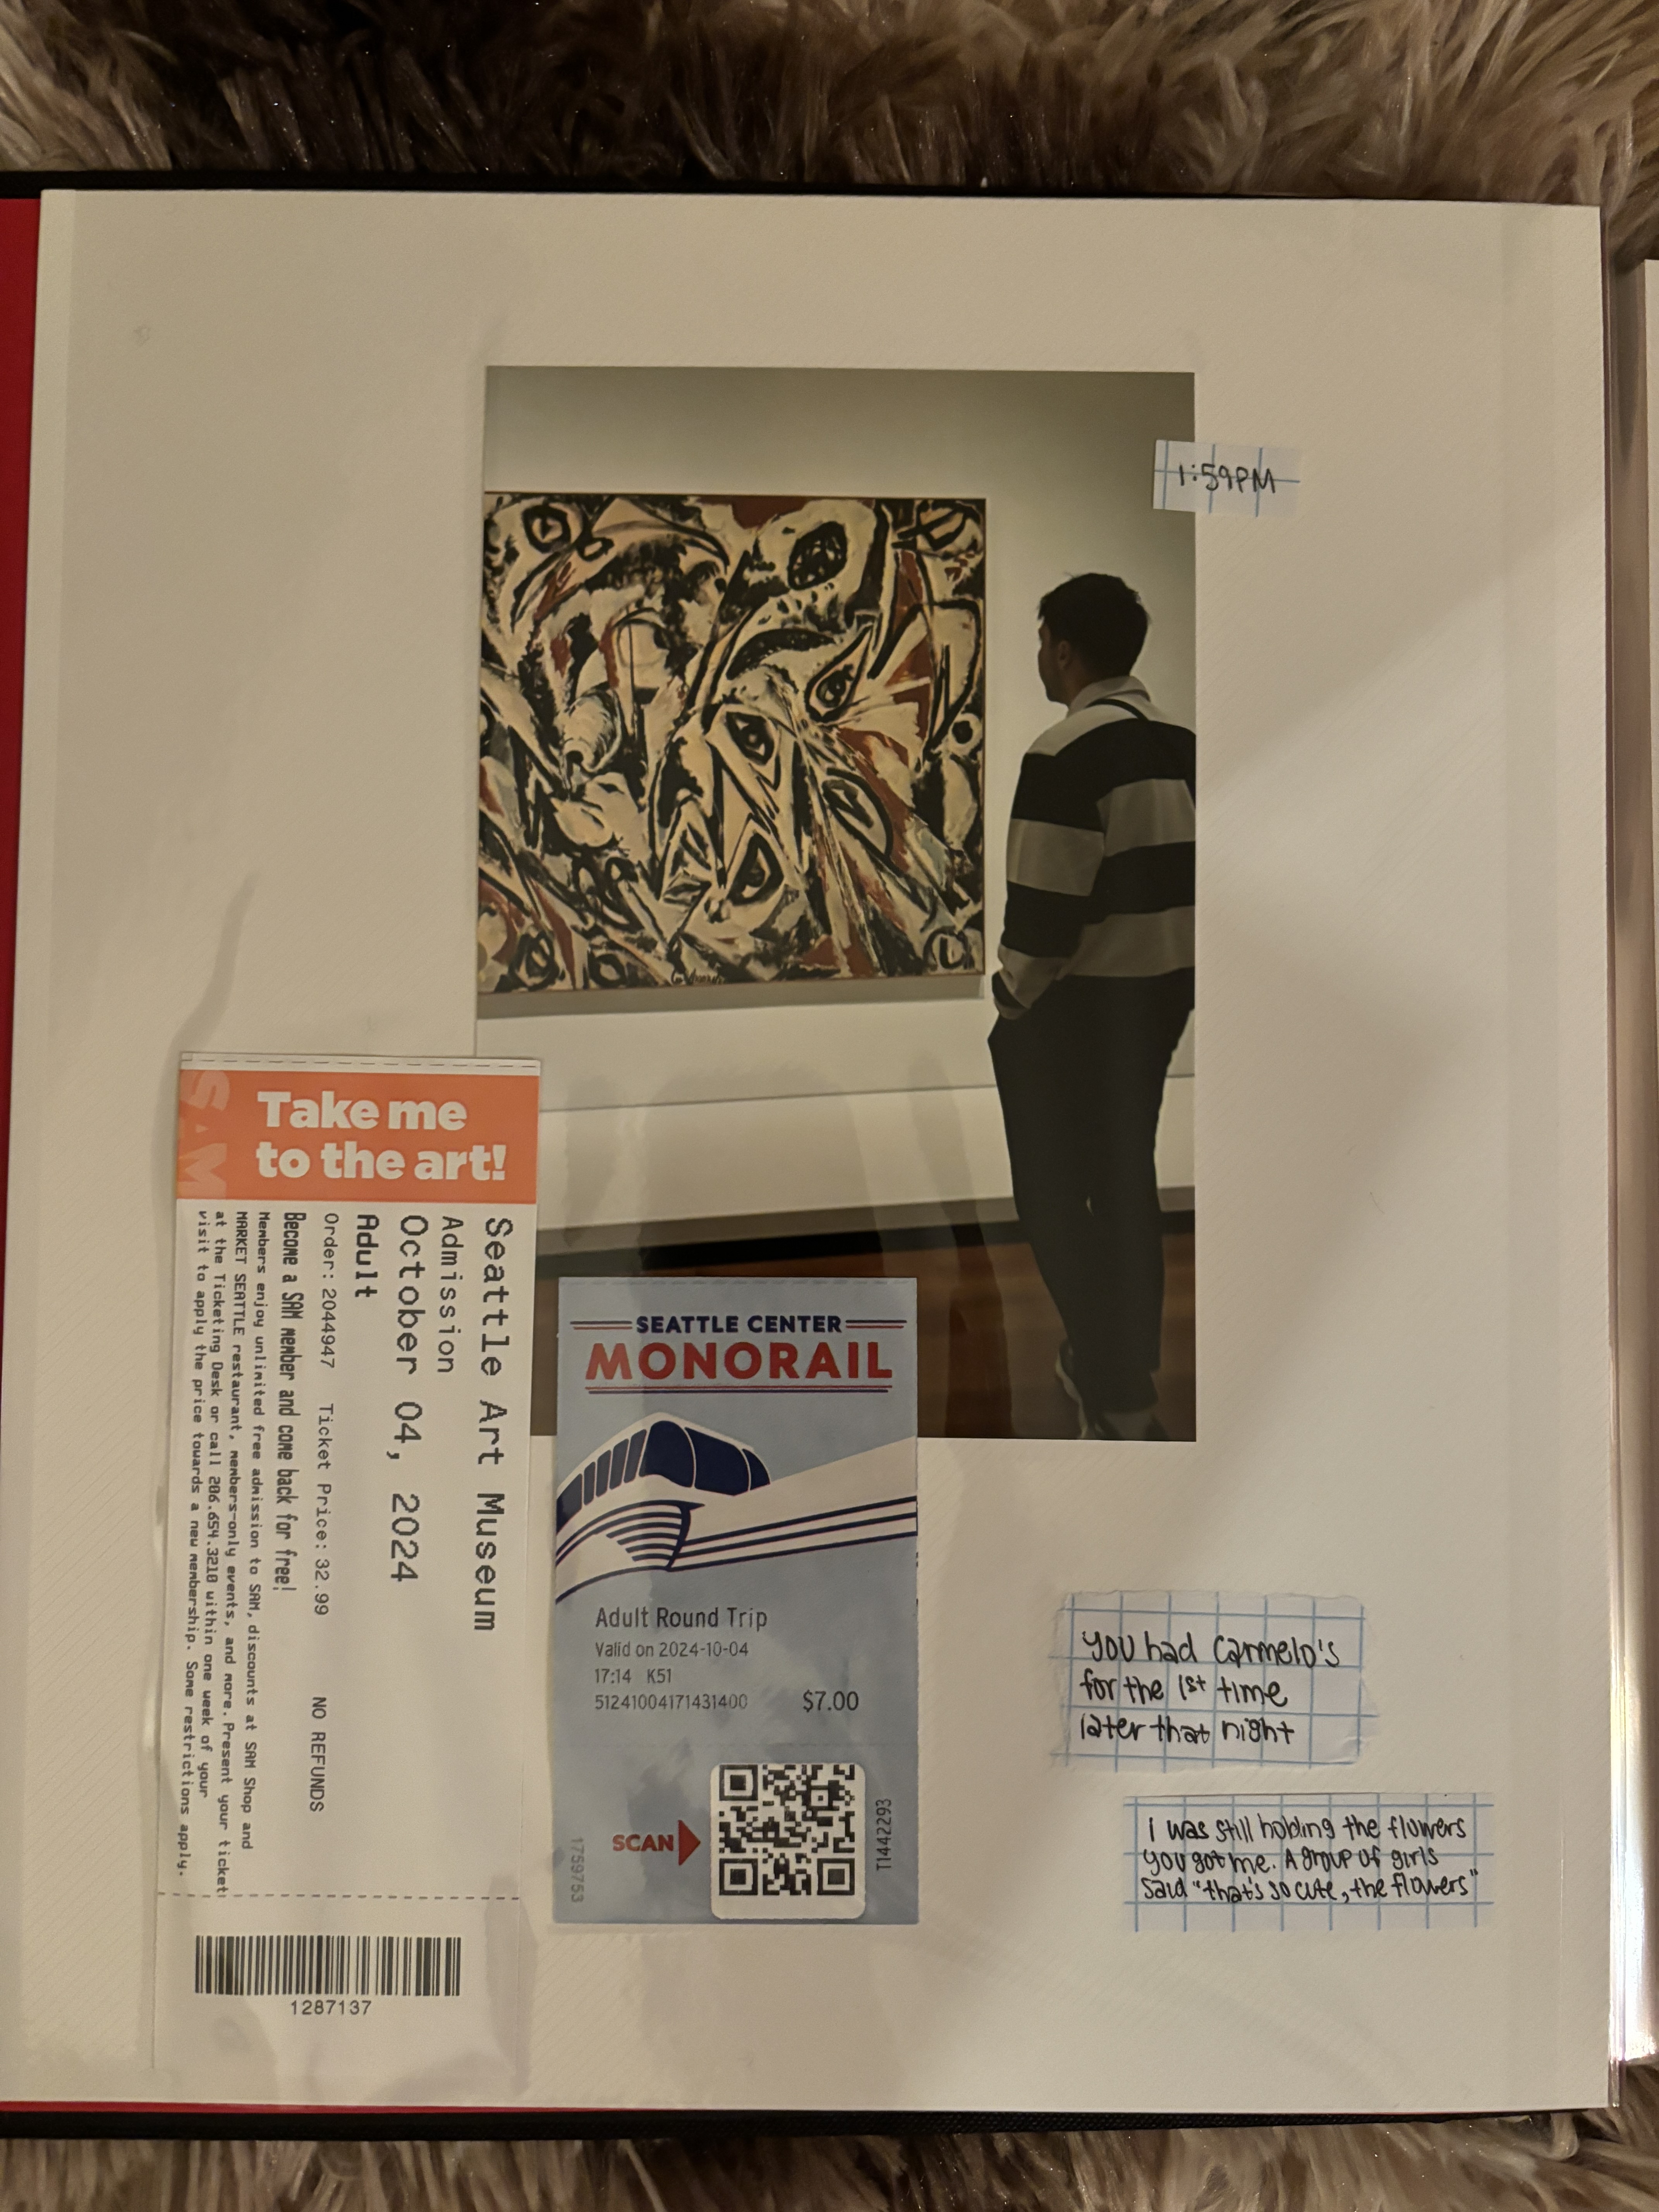 1:59PM
SAM
Take me
to the art!
Seattle Art Museum
Admission
October 04, 2024
Adult
Order: 2044947 Ticket Price: 32.99 NO REFUNDS
Become a SAM member and come back for free!
Members enjoy unlimited free admission to SAM, discounts at SAM Shop and
MARKET SEATTLE restaurant, members-only events, and more. Present your ticket
at the Ticketing Desk or call 206.654.3210 within one week of your
visit to apply the price towards a new membership. Some restrictions apply.
1287137
SEATTLE CENTER
MONORAIL
Adult Round Trip
Valid on 2024-10-04
17:14 K51
51241004171431400 $7.00
SCAN
1759753
T1442293
you had Carmelo's
for the 1st time
later that night
I was still holding the flowers
you got me. A group of girls
said "that's so cute, the flowers"